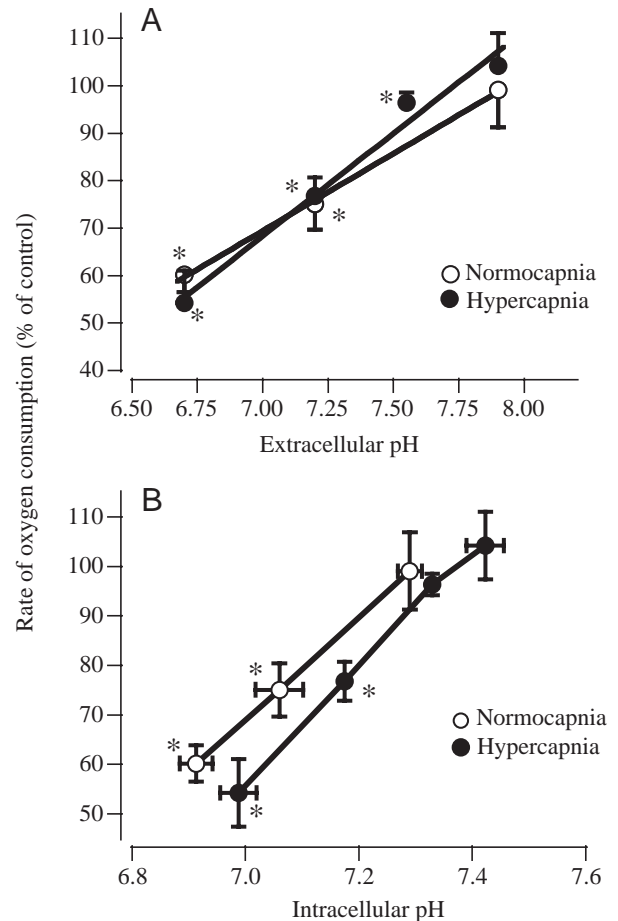 A
110
100
90
80
70
60
50
40
*
*
*
*
*
Normocapnia
Hypercapnia
6.50 6.75 7.00 7.25 7.50 7.75 8.00
Extracellular pH
Rate of oxygen consumption (% of control)
B
110
100
90
80
70
60
50
*
*
*
*
Normocapnia
Hypercapnia
6.8 7.0 7.2 7.4 7.6
Intracellular pH